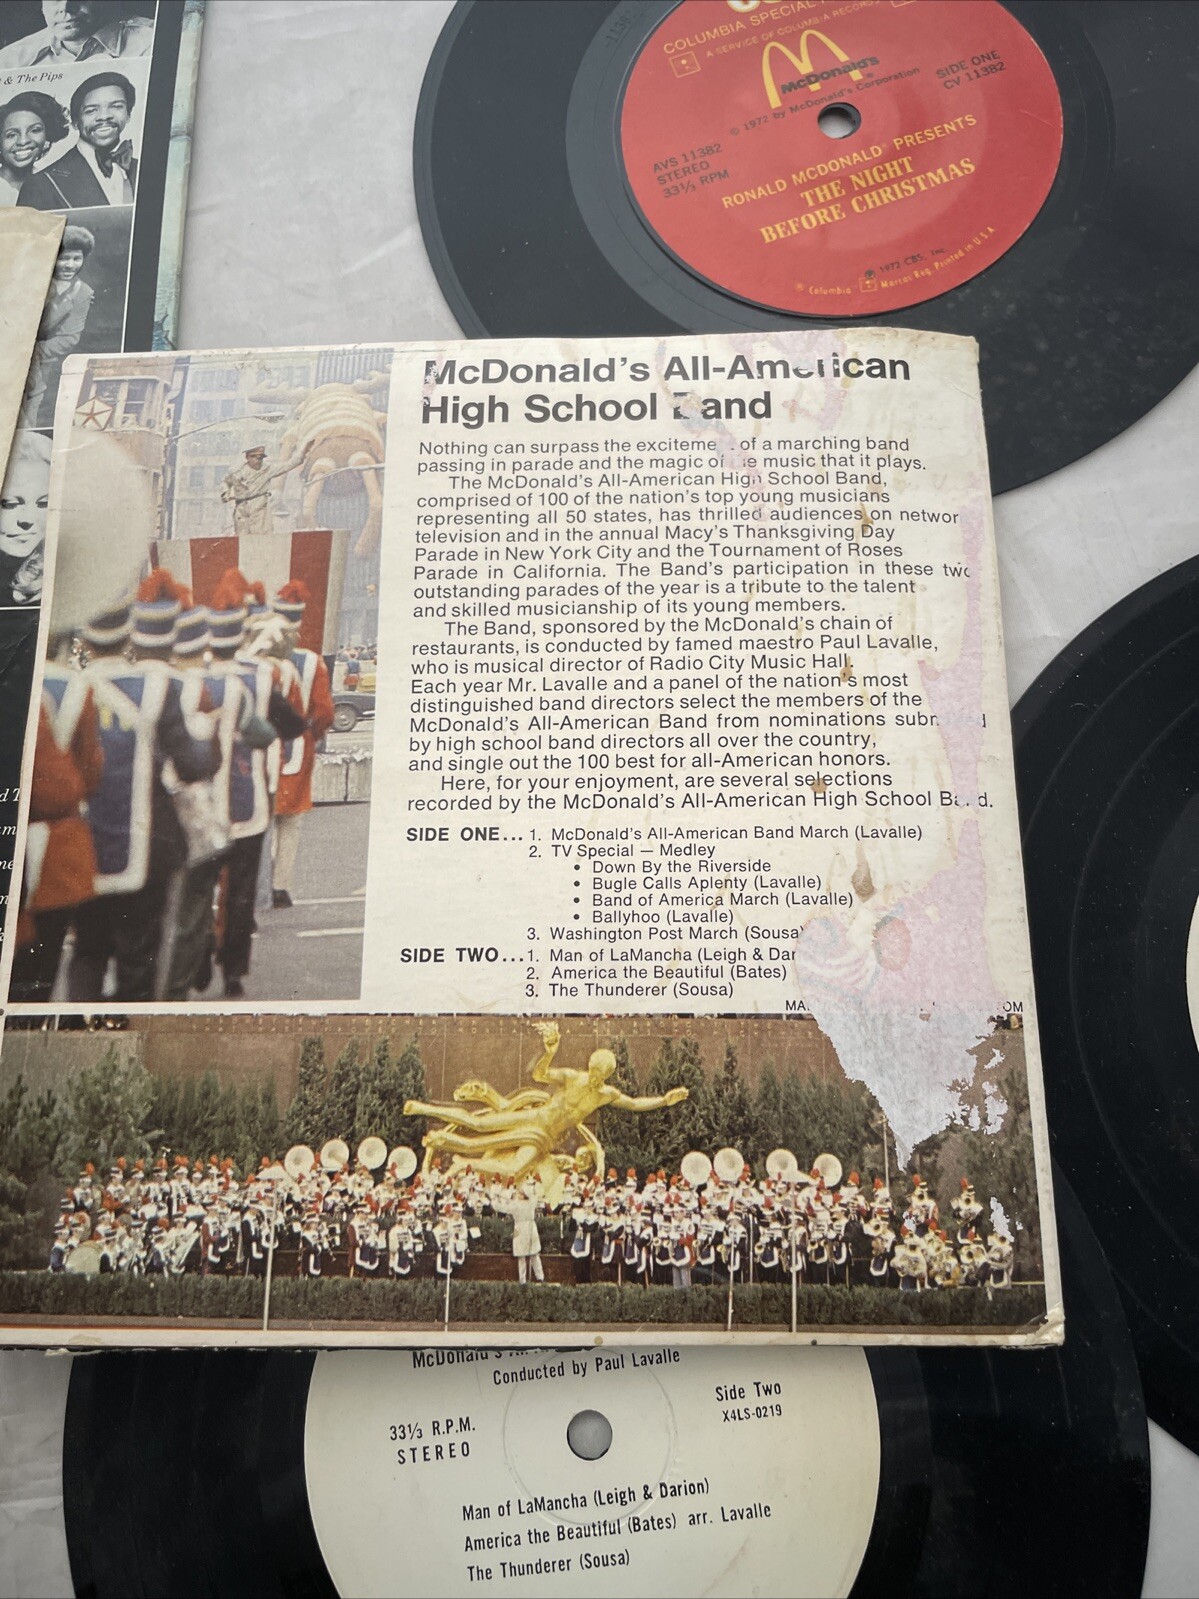 & The Pips
COLUMBIA SPECIAL
A SERVICE OF COLUMBIA RECORDS
McDonald's
© 1972 by McDonald's Corporation
SIDE ONE
CV 11382
AVS 11382
STEREO
33⅓ RPM
RONALD MCDONALD® PRESENTS
THE NIGHT
BEFORE CHRISTMAS
℗ 1972 CBS, Inc.
® Columbia Marcas Reg. Printed in U.S.A
McDonald's All-American
High School Band
Nothing can surpass the exciteme of a marching band
passing in parade and the magic of music that it plays.
The McDonald's All-American High School Band,
comprised of 100 of the nation's top young musicians
representing all 50 states, has thrilled audiences on networ
television and in the annual Macy's Thanksgiving Day
Parade in New York City and the Tournament of Roses
Parade in California. The Band's participation in these two
outstanding parades of the year is a tribute to the talent
and skilled musicianship of its young members.
The Band, sponsored by the McDonald's chain of
restaurants, is conducted by famed maestro Paul Lavalle,
who is musical director of Radio City Music Hall.
Each year Mr. Lavalle and a panel of the nation's most
distinguished band directors select the members of the
McDonald's All-American Band from nominations
by high school band directors all over the country,
and single out the 100 best for all-American honors.
Here, for your enjoyment, are several selections
recorded by the McDonald's All-American High School Band.
SIDE ONE... 1. McDonald's All-American Band March (Lavalle)
2. TV Special — Medley
• Down By the Riverside
• Bugle Calls Aplenty (Lavalle)
• Band of America March (Lavalle)
• Ballyhoo (Lavalle)
3. Washington Post March (Sousa)
SIDE TWO... 1. Man of LaMancha (Leigh & Dar
2. America the Beautiful (Bates)
3. The Thunderer (Sousa)
McDonald's
Conducted by Paul Lavalle
Side Two
X4LS-0219
33⅓ R.P.M.
STEREO
Man of LaMancha (Leigh & Darion)
America the Beautiful (Bates) arr. Lavalle
The Thunderer (Sousa)